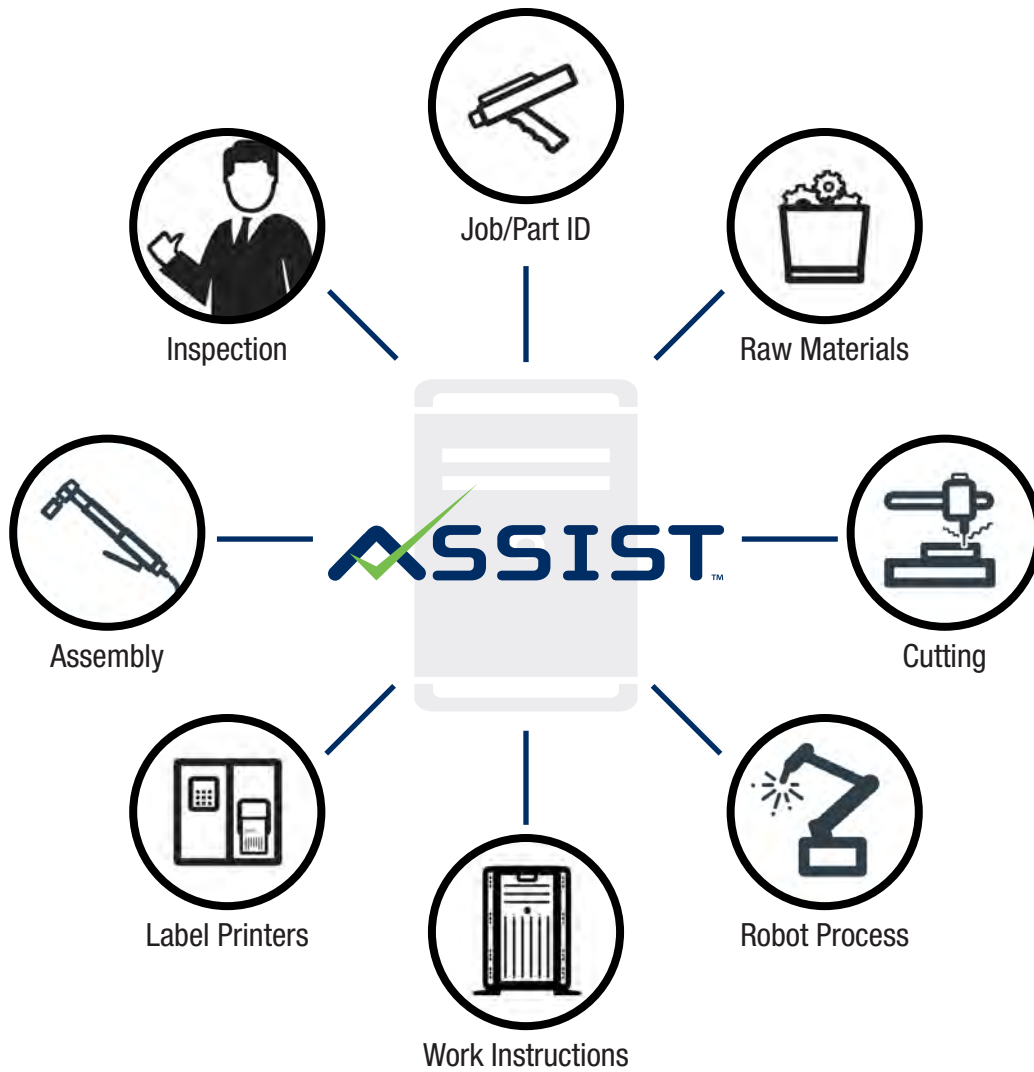 Job/Part ID
Inspection
Raw Materials
ASSIST™
Assembly
Cutting
Label Printers
Robot Process
Work Instructions